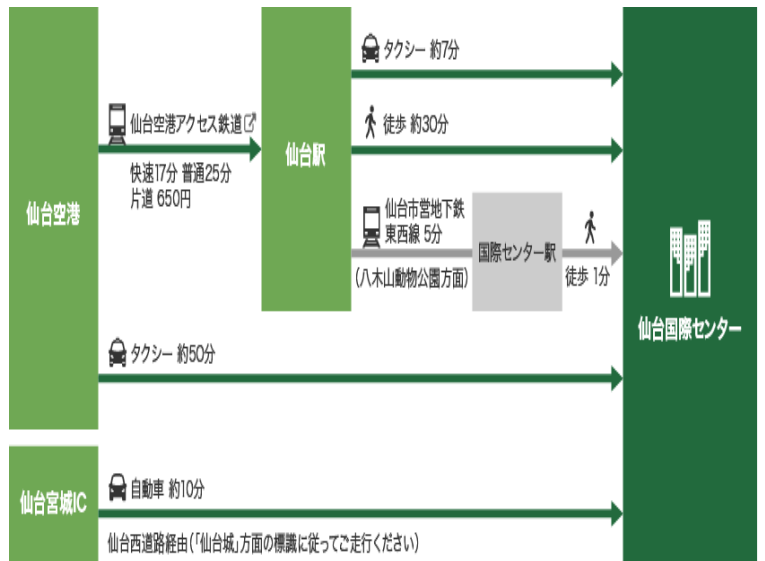 仙台空港
仙台空港アクセス鉄道
快速17分 普通25分
片道 650円
仙台駅
タクシー 約7分
徒歩 約30分
仙台市営地下鉄
東西線 5分
(八木山動物公園方面)
国際センター駅
徒歩 1分
タクシー 約50分
仙台国際センター
仙台宮城IC
自動車 約10分
仙台西道路経由(「仙台城」方面の標識に従ってご走行ください)